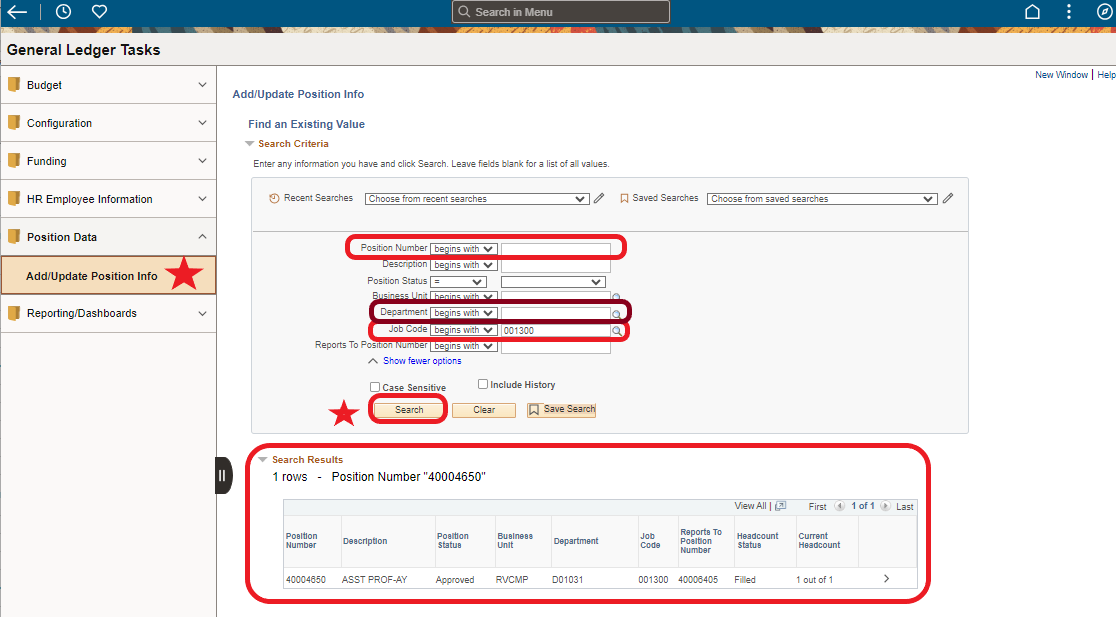 Search in Menu
General Ledger Tasks
Budget
Configuration
Funding
HR Employee Information
Position Data
Add/Update Position Info
Reporting/Dashboards
New Window | Help
Add/Update Position Info
Find an Existing Value
Search Criteria
Enter any information you have and click Search. Leave fields blank for a list of all values.
Recent Searches Choose from recent searches Saved Searches Choose from saved searches
Position Number begins with
Description begins with
Position Status =
Business Unit begins with
Department begins with
Job Code begins with 001300
Reports To Position Number begins with
Show fewer options
Case Sensitive Include History
Search Clear Save Search
Search Results
1 rows - Position Number "40004650"
View All | First 1 of 1 Last
Position Number Description Position Status Business Unit Department Job Code Reports To Position Number Headcount Status Current Headcount
40004650 ASST PROF-AY Approved RVCMP D01031 001300 40006405 Filled 1 out of 1